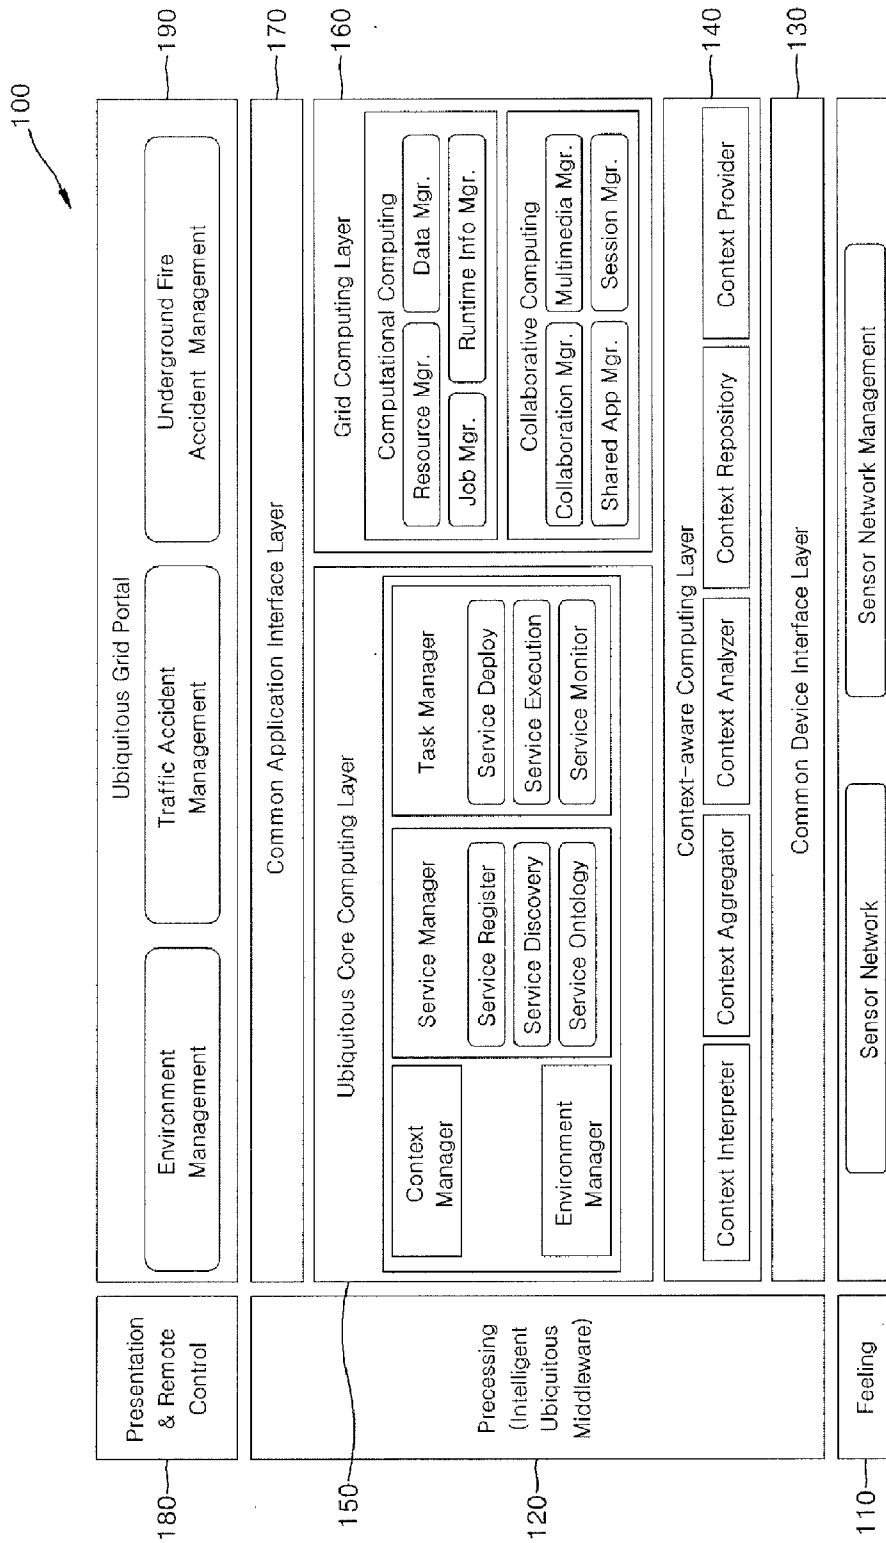 100
190
170
160
140
130
Ubiquitous Grid Portal
Environment
Management
Traffic Accident
Management
Underground Fire
Accident Management
Presentation
& Remote
Control
180
Common Application Interface Layer
Ubiquitous Core Computing Layer
Context
Manager
Environment
Manager
Service Manager
Service Register
Service Discovery
Service Ontology
Task Manager
Service Deploy
Service Execution
Service Monitor
Grid Computing Layer
Computational Computing
Resource Mgr.
Data Mgr.
Job Mgr.
Runtime Info Mgr.
Collaborative Computing
Collaboration Mgr.
Multimedia Mgr.
Shared App Mgr.
Session Mgr.
150
Precessing
(Intelligent
Ubiquitous
Middleware)
120
Context-aware Computing Layer
Context Interpreter
Context Aggregator
Context Analyzer
Context Repository
Context Provider
Common Device Interface Layer
Feeling
110
Sensor Network
Sensor Network Management